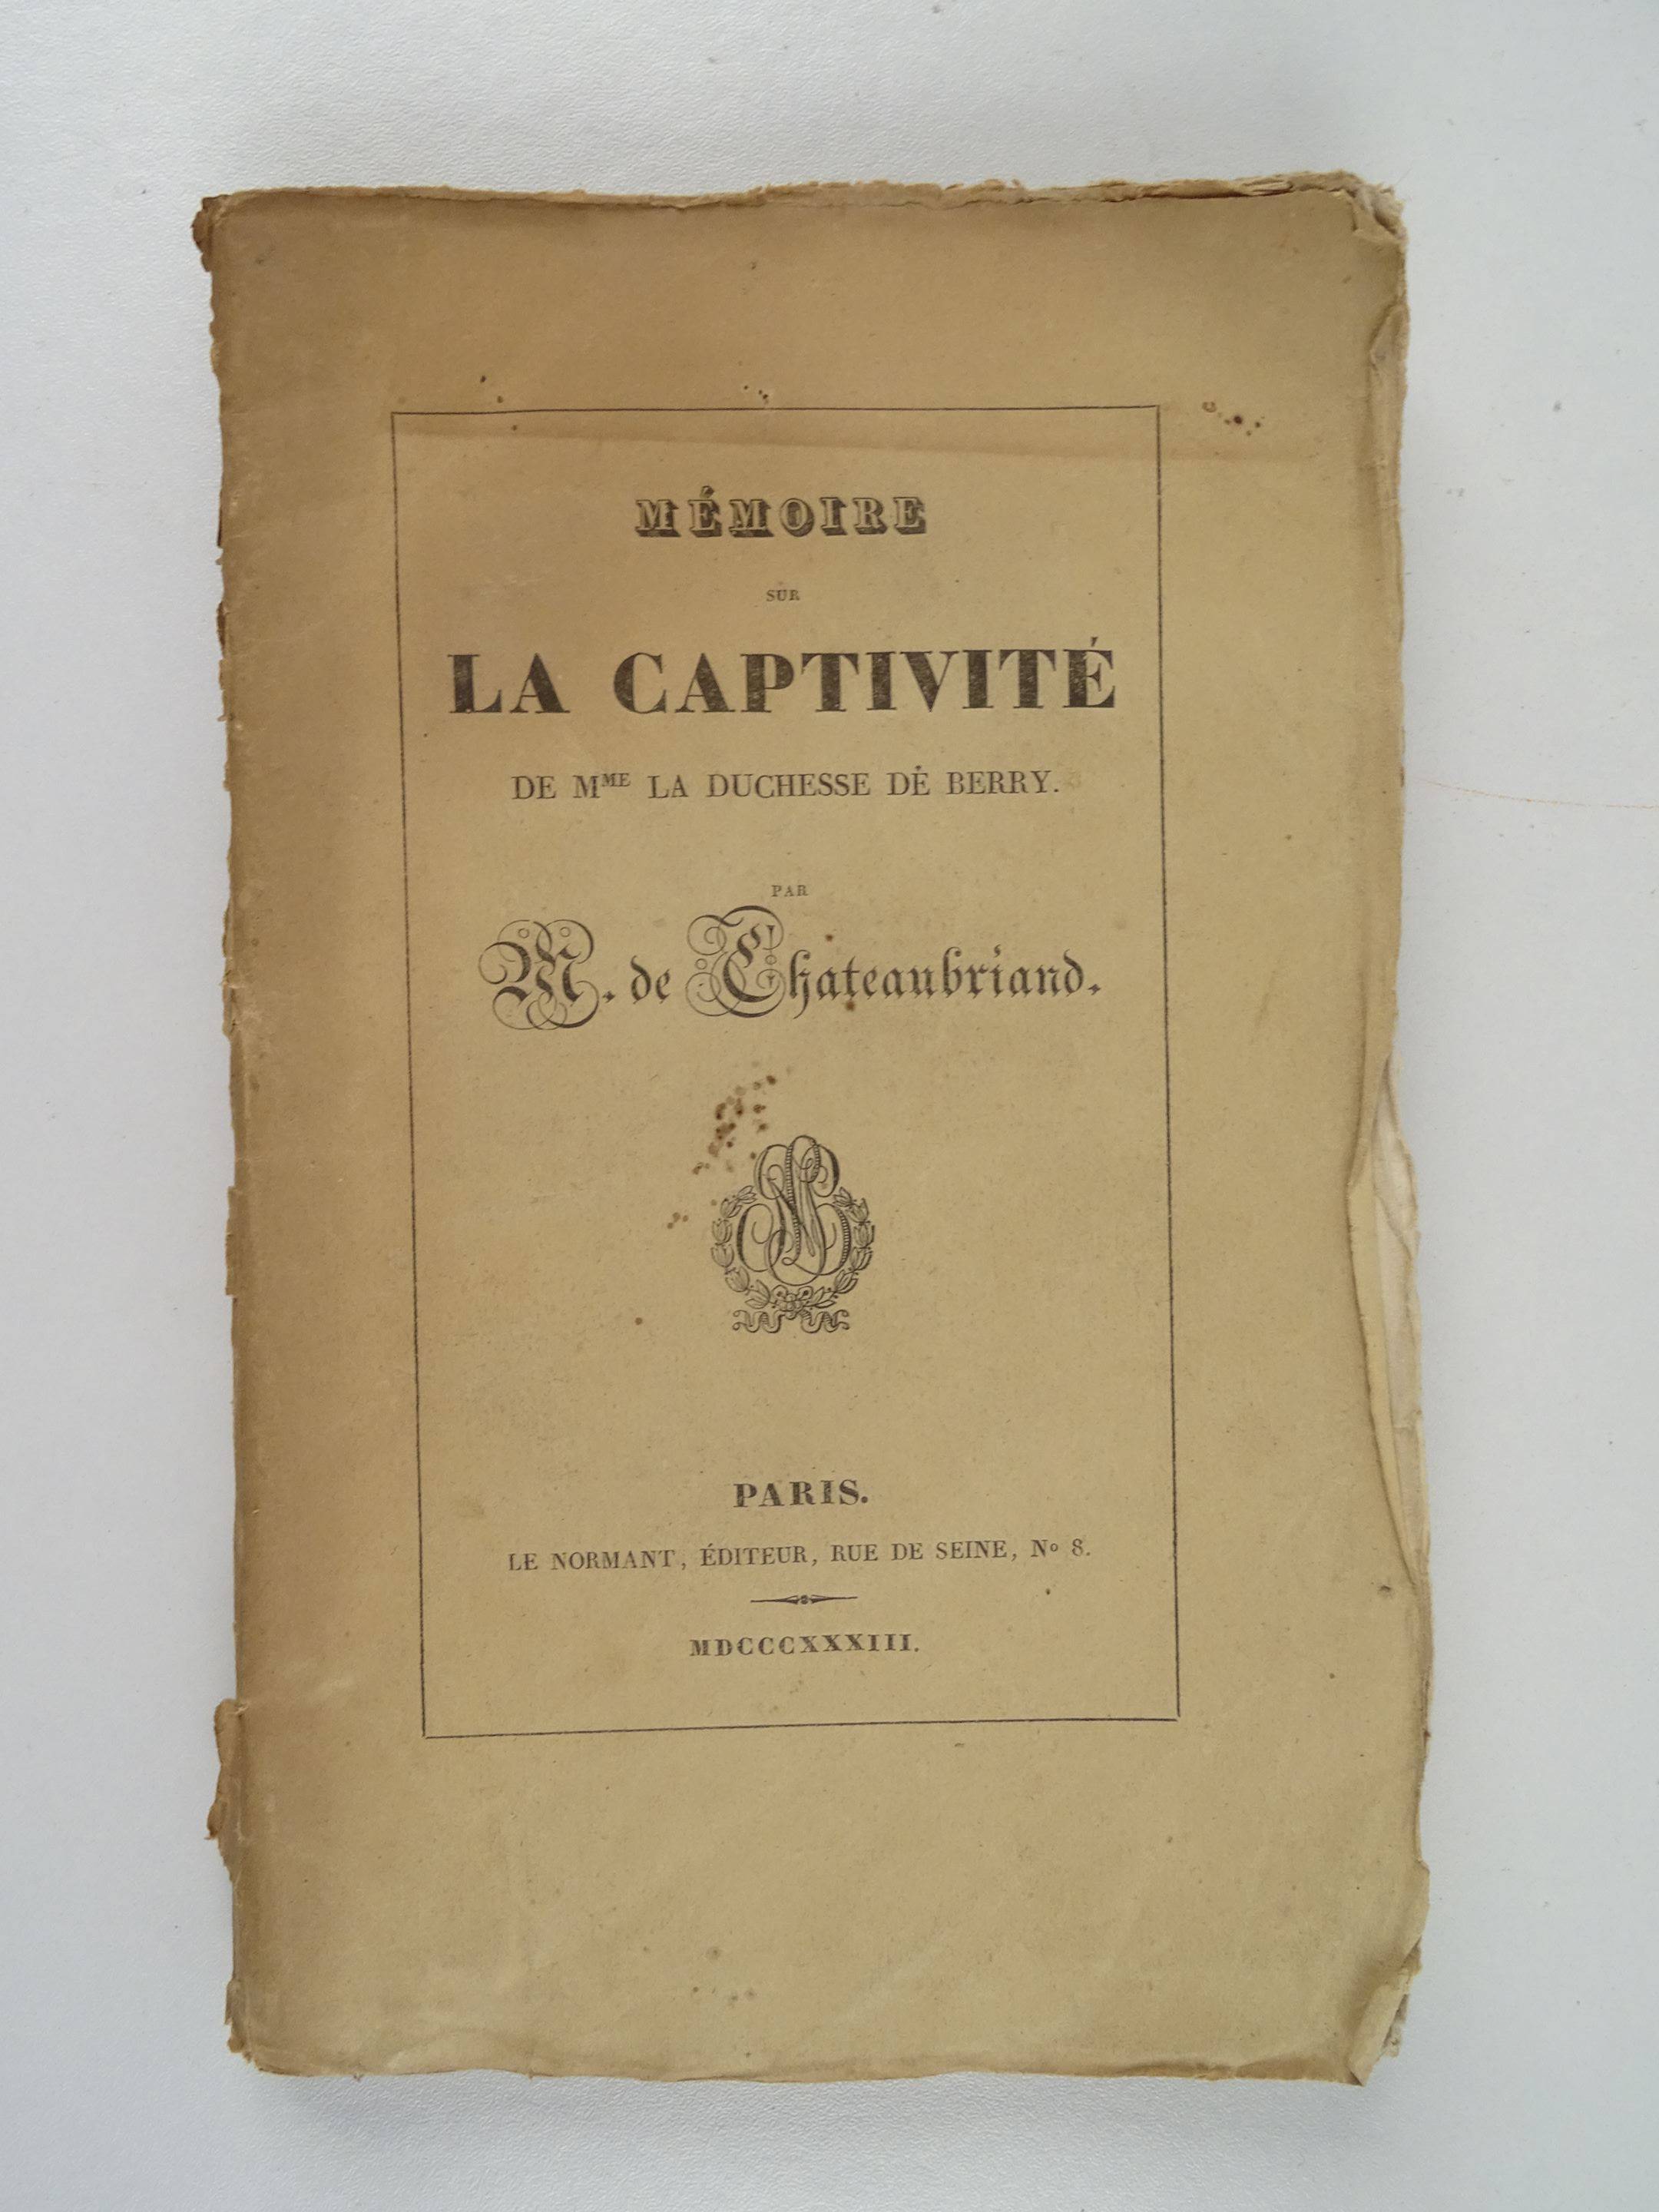 MÉMOIRE
SUR
LA CAPTIVITÉ
DE MME LA DUCHESSE DE BERRY.
PAR
M. de Chateaubriand.
PARIS.
LE NORMANT, ÉDITEUR, RUE DE SEINE, No 8.
MDCCCXXXIII.